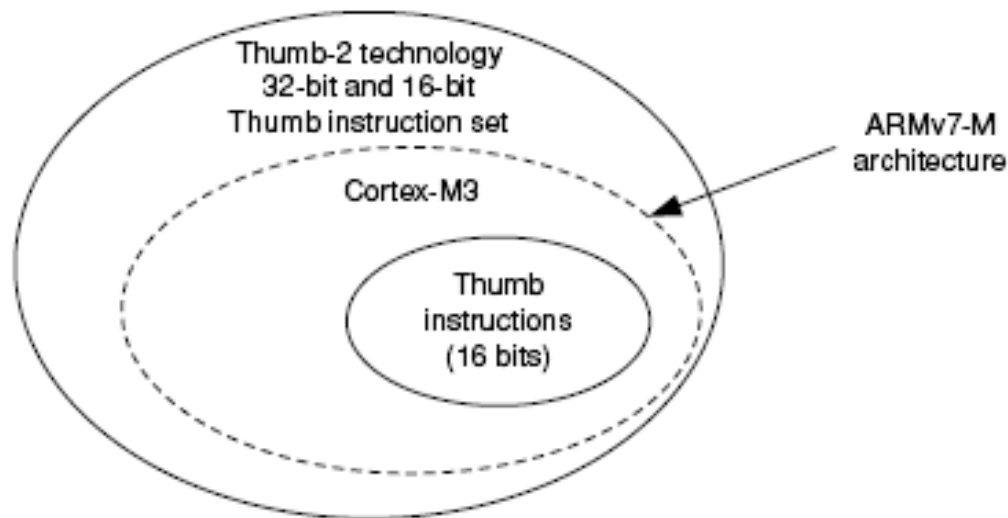 Thumb-2 technology
32-bit and 16-bit
Thumb instruction set
ARMv7-M
architecture
Cortex-M3
Thumb
instructions
(16 bits)